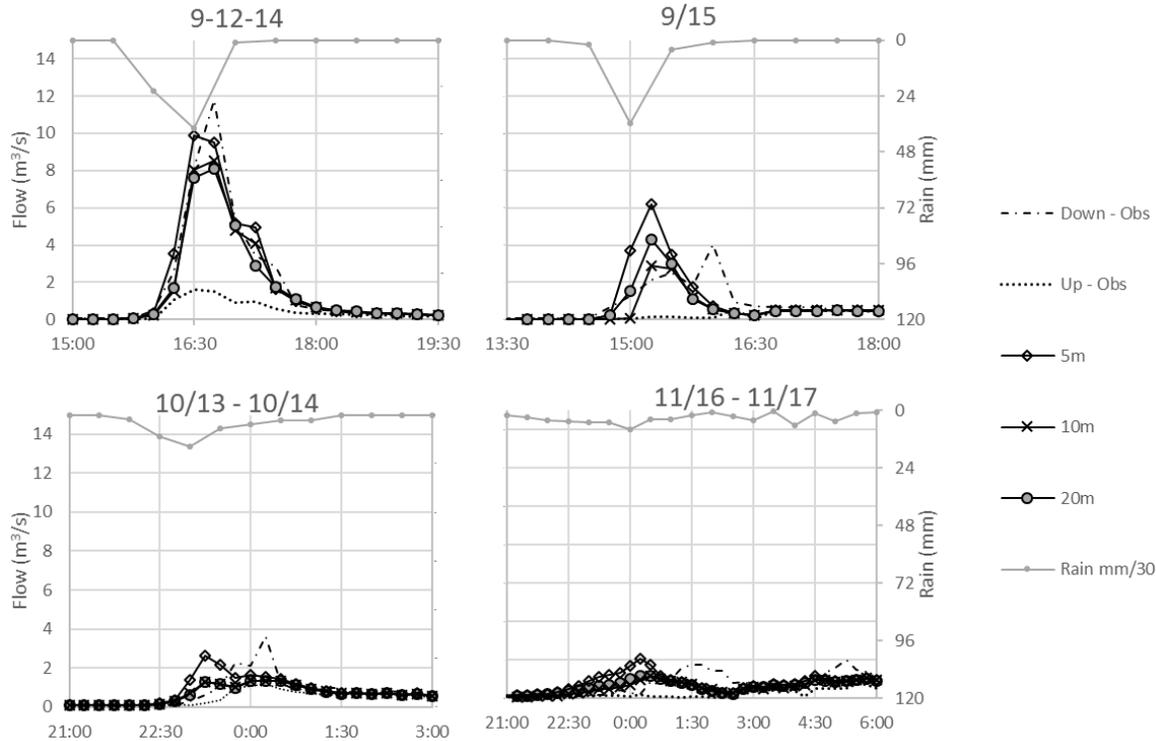 9-12-14
9/15
14
12
10
8
6
4
2
0
Flow (m³/s)
15:00 16:30 18:00 19:30
0
24
48
72
96
120
Rain (mm)
13:30 15:00 16:30 18:00
10/13 - 10/14
11/16 - 11/17
14
12
10
8
6
4
2
0
Flow (m³/s)
21:00 22:30 0:00 1:30 3:00
0
24
48
72
96
120
Rain (mm)
21:00 22:30 0:00 1:30 3:00 4:30 6:00
Down - Obs
Up - Obs
5m
10m
20m
Rain mm/30